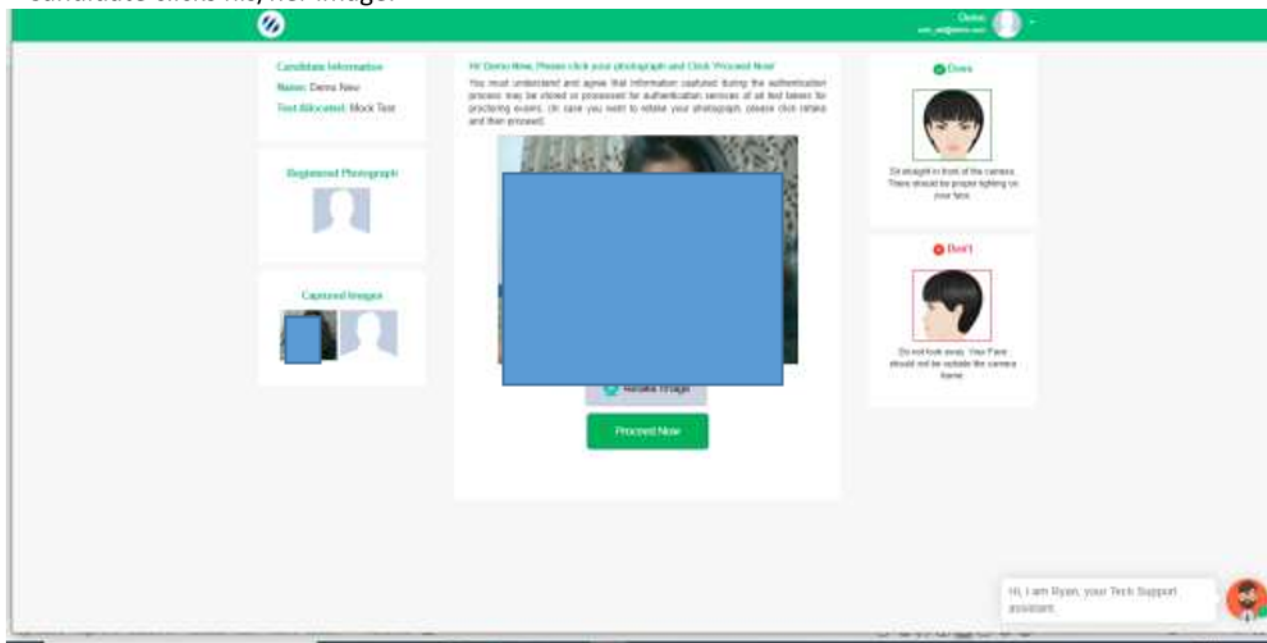 candidate clicks his/her image.
Demo
Candidate Information
Name: Demo New
Test Allocated: Mock Test
Registered Photograph
Captured Images
Hi! Demo New, Please click your photograph and Click 'Proceed Now'
You must understand and agree that information captured during the authentication
process may be stored or processed for authentication services of all test takers for
proctoring exams. (In case you want to retake your photograph, please click retake
and then proceed).
Retake Image
Proceed Now
Does
Sit straight in front of the camera.
There should be proper lighting on
your face.
Don't
Do not look away. Your Face
should not be outside the camera
frame.
Hi, I am Ryan, your Tech Support
assistant.